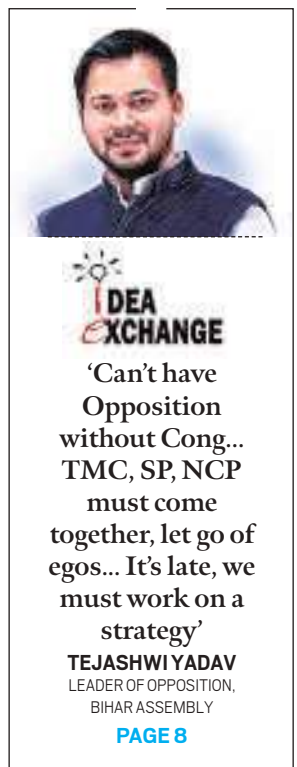 IDEA
EXCHANGE
‘Can’t have
Opposition
without Cong...
TMC, SP, NCP
must come
together, let go of
egos... It’s late, we
must work on a
strategy’
TEJASHWI YADAV
LEADER OF OPPOSITION,
BIHAR ASSEMBLY
PAGE 8